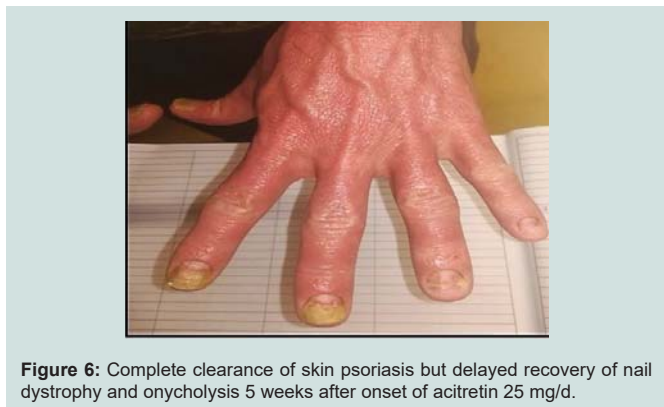 Figure 6: Complete clearance of skin psoriasis but delayed recovery of nail
dystrophy and onycholysis 5 weeks after onset of acitretin 25 mg/d.